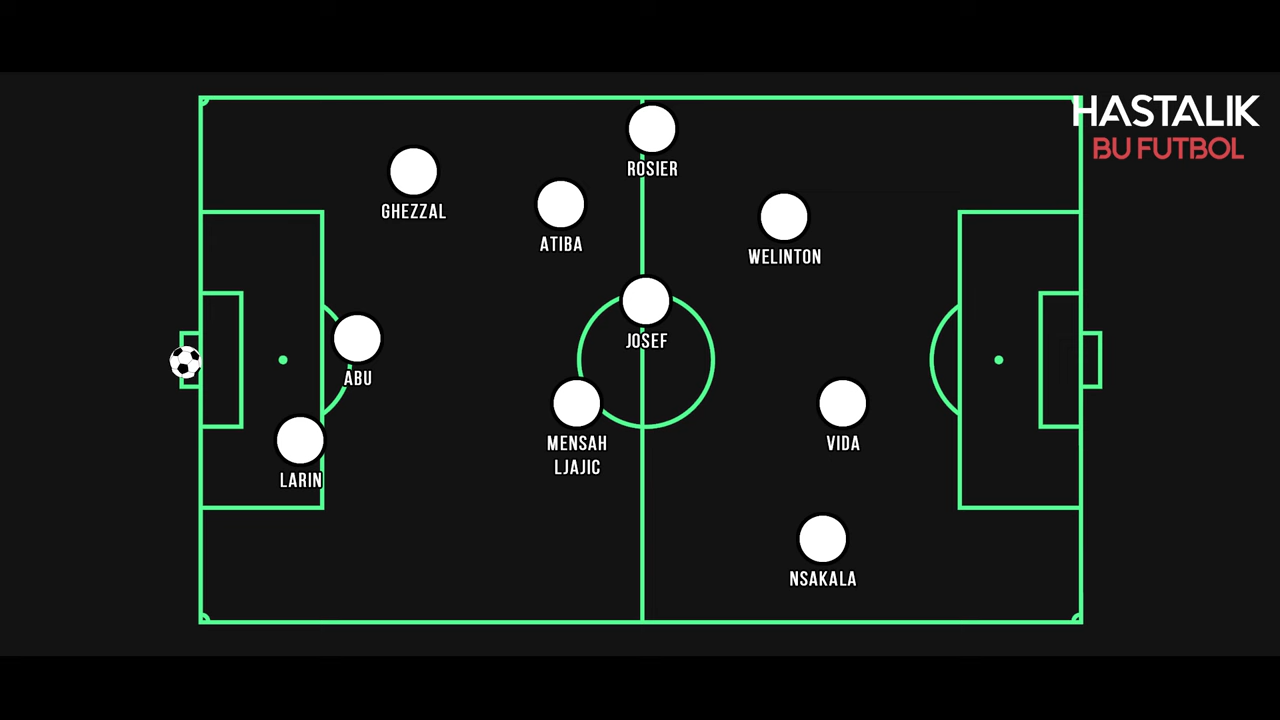 HASTALIK
BU FUTBOL
ROSIER
GHEZZAL
ATIBA
WELINTON
JOSEF
ABU
MENSAH
LJAJIC
VIDA
LARIN
NSAKALA